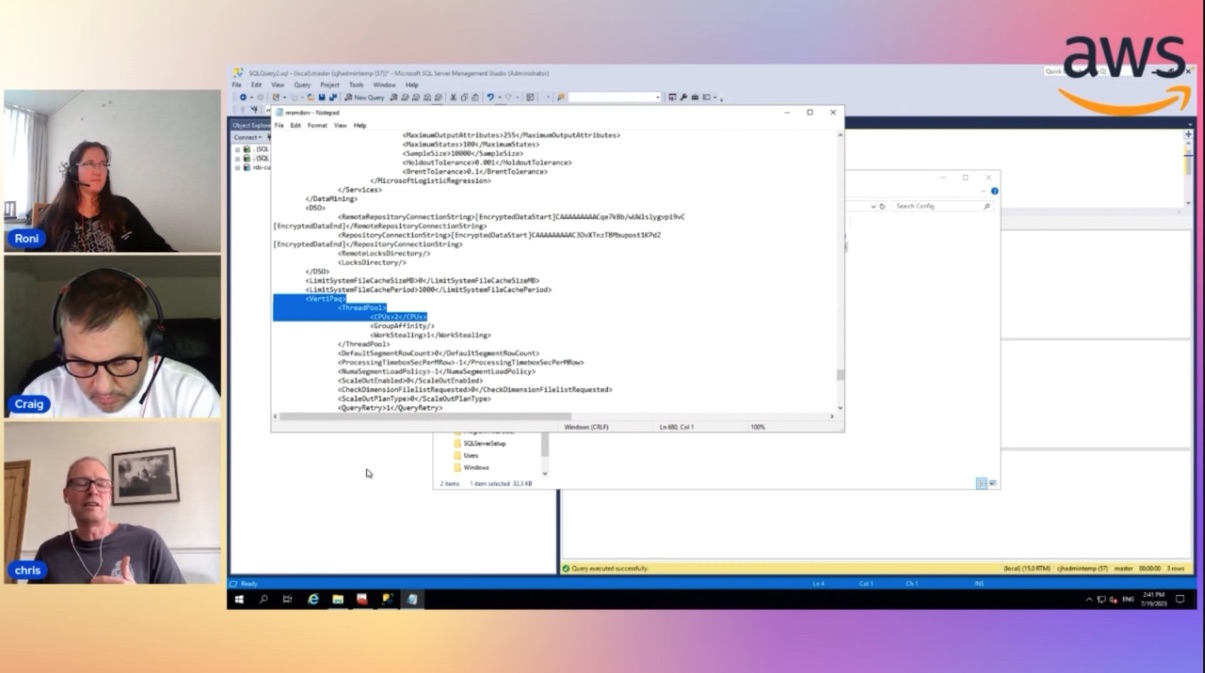 aws
SQLQuery1.sql - (local).master (cjhadmintemp (57))* - Microsoft SQL Server Management Studio (Administrator)
Quick
File Edit View Query Project Tools Window Help
New Query
Object Explorer
Connect
msmdsrv - Notepad
File Edit Format View Help
<MaximumOutputAttributes>255</MaximumOutputAttributes>
<MaximumStates>100</MaximumStates>
<SampleSize>10000</SampleSize>
<HoldoutTolerance>0.001</HoldoutTolerance>
<BrentTolerance>0.1</BrentTolerance>
</MicrosoftLogisticRegression>
</Services>
</DataMining>
<DSO>
<RemoteRepositoryConnectionString>[EncryptedDataStart]
[EncryptedDataEnd]</RemoteRepositoryConnectionString>
<RepositoryConnectionString>[EncryptedDataStart]
[EncryptedDataEnd]</RepositoryConnectionString>
<RemoteLocksDirectory/>
<LocksDirectory/>
</DSO>
<LimitSystemFileCacheSizeMB>0</LimitSystemFileCacheSizeMB>
<LimitSystemFileCachePeriod>1000</LimitSystemFileCachePeriod>
<VertiPaq>
<ThreadPool>
<CPUs>2</CPUs>
<GroupAffinity/>
<WorkStealing>1</WorkStealing>
</ThreadPool>
<DefaultSegmentRowCount>0</DefaultSegmentRowCount>
<ProcessingTimeboxSecPerMRow>-1</ProcessingTimeboxSecPerMRow>
<NumaSegmentLoadPolicy>-1</NumaSegmentLoadPolicy>
<ScaleOutEnabled>0</ScaleOutEnabled>
<CheckDimensionFilelistRequested>0</CheckDimensionFilelistRequested>
<ScaleOutPlanType>0</ScaleOutPlanType>
<QueryRetry>1</QueryRetry>
Windows (CRLF) Ln 680, Col 1 100%
Search Config
SQLServerSetup
Users
Windows
2 items 1 item selected 32.3 KB
Query executed successfully.
(local) (15.0 RTM) cjhadmintemp (57) master 00:00:00 3 rows
Ready
Ln 4 Col 1 Ch 1 INS
ENG
2:41 PM
7/19/2023
Roni
Craig
chris